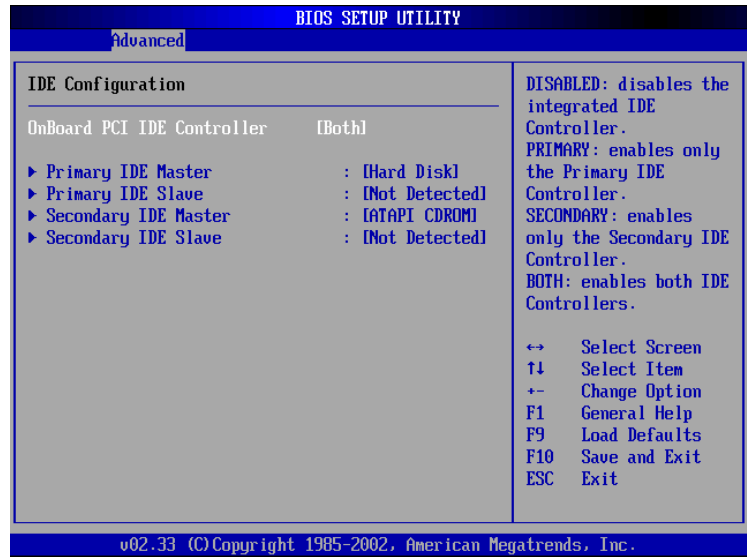 BIOS SETUP UTILITY
Advanced
IDE Configuration
OnBoard PCI IDE Controller [Both]
▶ Primary IDE Master : [Hard Disk]
▶ Primary IDE Slave : [Not Detected]
▶ Secondary IDE Master : [ATAPI CDROM]
▶ Secondary IDE Slave : [Not Detected]
DISABLED: disables the
integrated IDE
Controller.
PRIMARY: enables only
the Primary IDE
Controller.
SECONDARY: enables
only the Secondary IDE
Controller.
BOTH: enables both IDE
Controllers.
↔ Select Screen
↑↓ Select Item
+- Change Option
F1 General Help
F9 Load Defaults
F10 Save and Exit
ESC Exit
v02.33 (C)Copyright 1985-2002, American Megatrends, Inc.